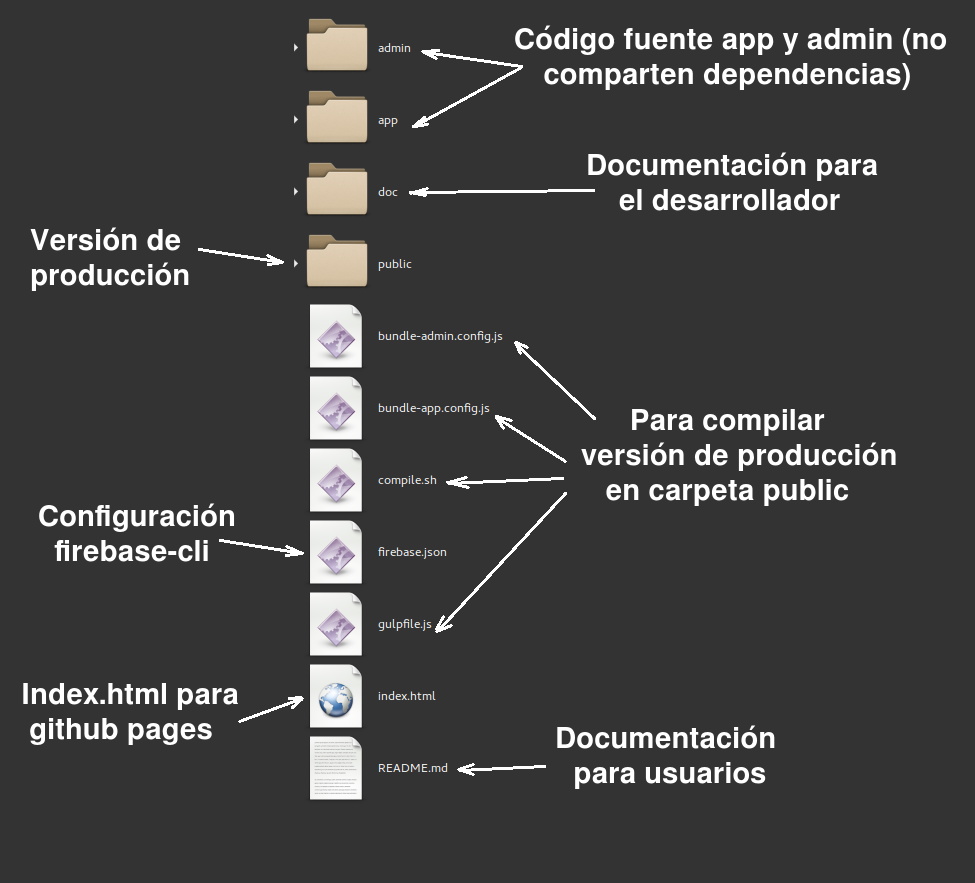 admin
Código fuente app y admin (no
comparten dependencias)
app
Documentación para
el desarrollador
doc
Versión de
producción
public
bundle-admin.config.js
bundle-app.config.js
Para compilar
versión de producción
en carpeta public
compile.sh
Configuración
firebase-cli
firebase.json
gulpfile.js
Index.html para
github pages
index.html
Documentación
para usuarios
README.md